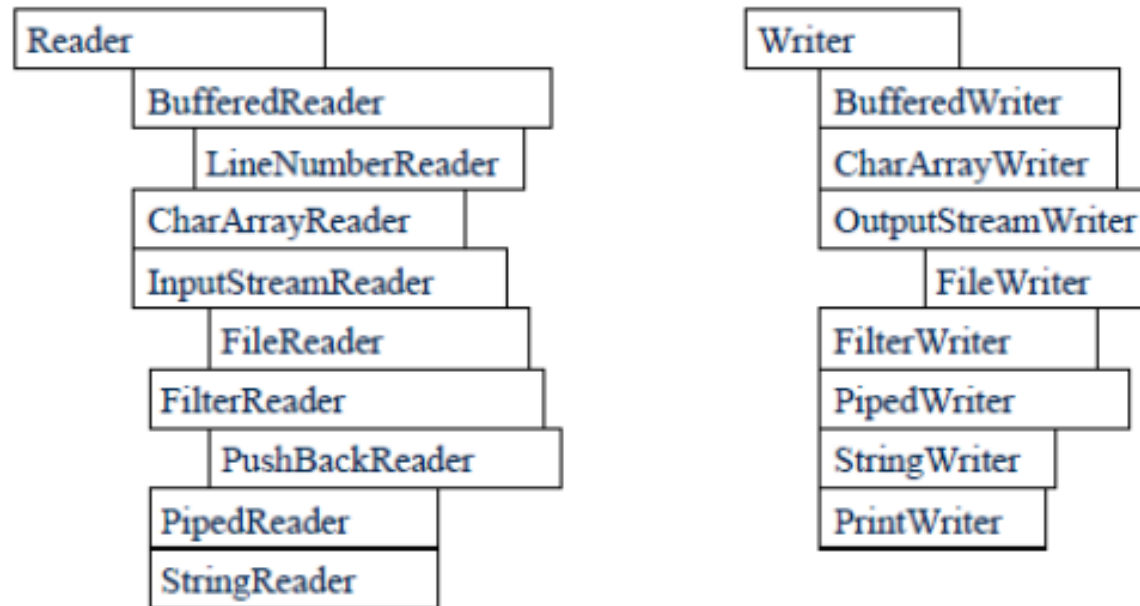 Reader
BufferedReader
LineNumberReader
CharArrayReader
InputStreamReader
FileReader
FilterReader
PushBackReader
PipedReader
StringReader
Writer
BufferedWriter
CharArrayWriter
OutputStreamWriter
FileWriter
FilterWriter
PipedWriter
StringWriter
PrintWriter